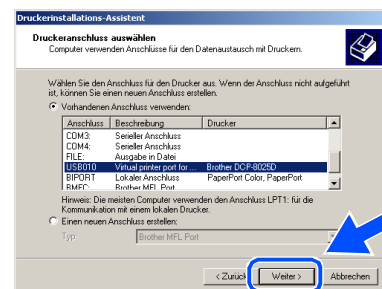 Druckerinstallations-Assistent
Druckeranschluss auswählen
Computer verwenden Anschlüsse für den Datenaustausch mit Druckern.
Wählen Sie den Anschluss für den Drucker aus. Wenn der Anschluss nicht aufgeführt
ist, können Sie einen neuen Anschluss erstellen.
Vorhandenen Anschluss verwenden:
Anschluss Beschreibung Drucker
COM3: Serieller Anschluss
COM4: Serieller Anschluss
FILE: Ausgabe in Datei
USB010 Virtual printer port for ... Brother DCP-8025D
BIPORT Lokaler Anschluss PaperPort Color, PaperPort
BMFC: Brother MFL Port
Hinweis: Die meisten Computer verwenden den Anschluss LPT1: für die
Kommunikation mit einem lokalen Drucker.
Einen neuen Anschluss erstellen:
Typ: Brother MFL Port
< Zurück Weiter > Abbrechen